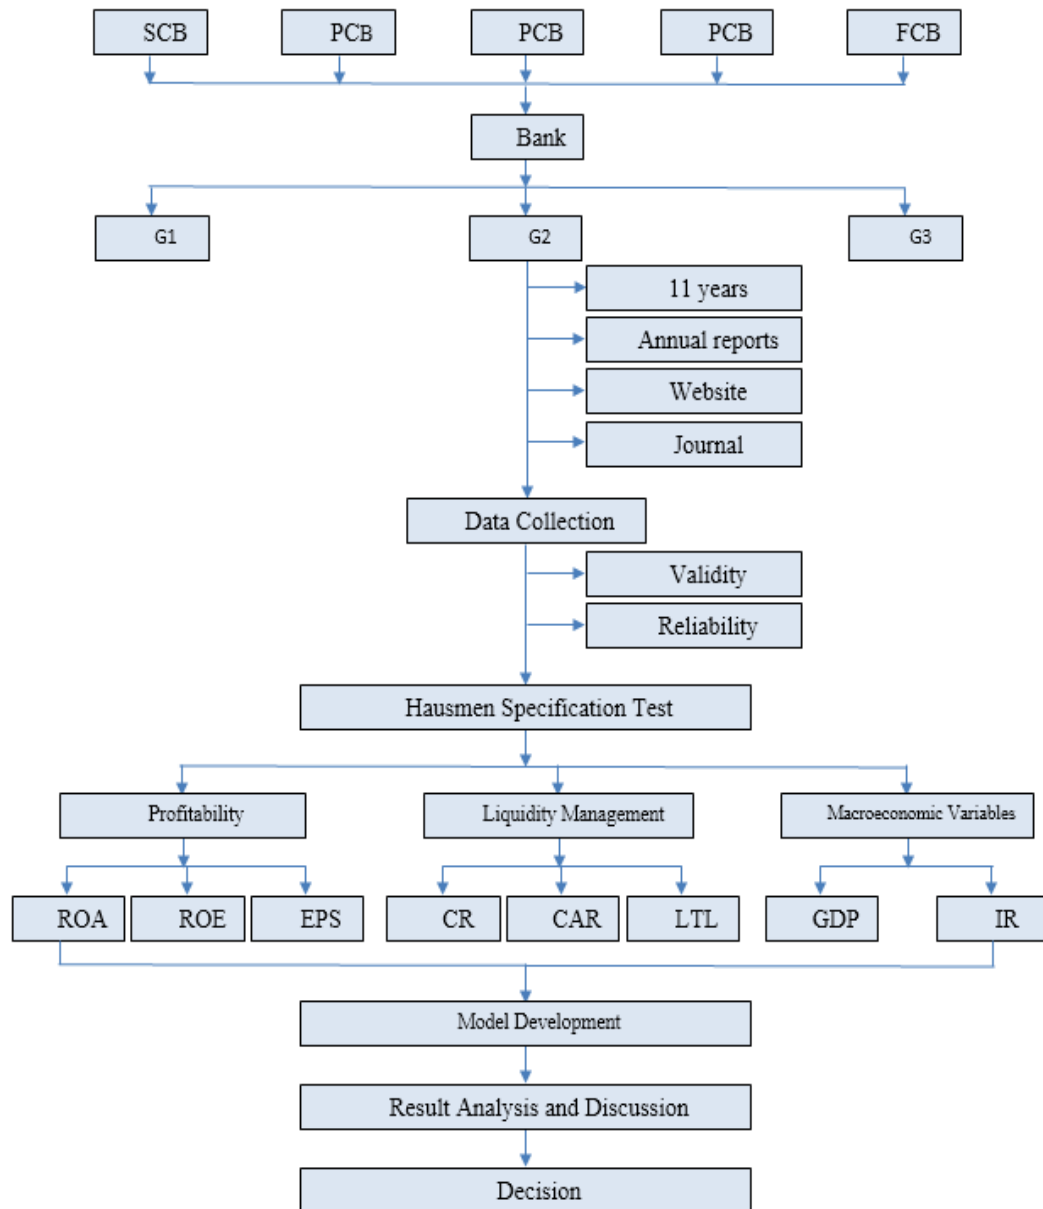 SCB
PCB
PCB
PCB
FCB
Bank
G1
G2
G3
11 years
Annual reports
Website
Journal
Data Collection
Validity
Reliability
Hausmen Specification Test
Profitability
Liquidity Management
Macroeconomic Variables
ROA
ROE
EPS
CR
CAR
LTL
GDP
IR
Model Development
Result Analysis and Discussion
Decision